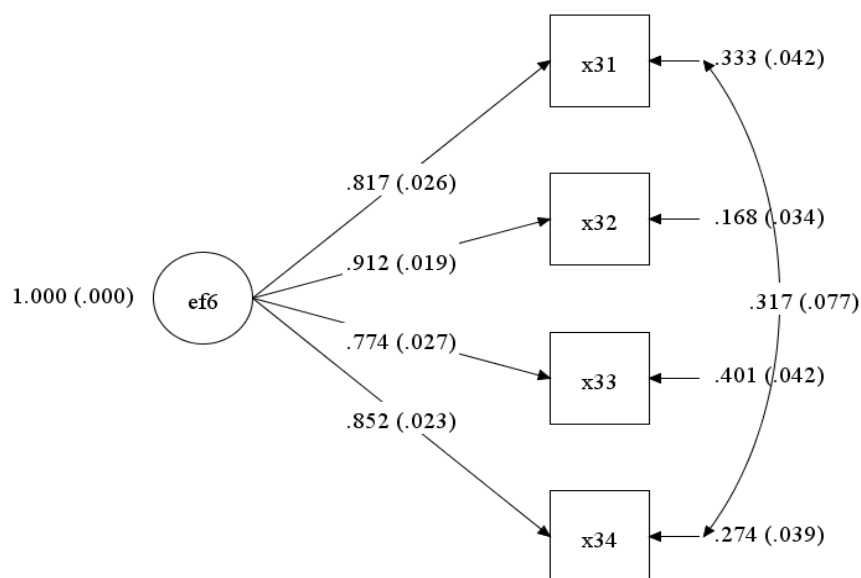 x31
.333 (.042)
.817 (.026)
x32
.168 (.034)
.912 (.019)
1.000 (.000)
ef6
.317 (.077)
.774 (.027)
x33
.401 (.042)
.852 (.023)
x34
.274 (.039)